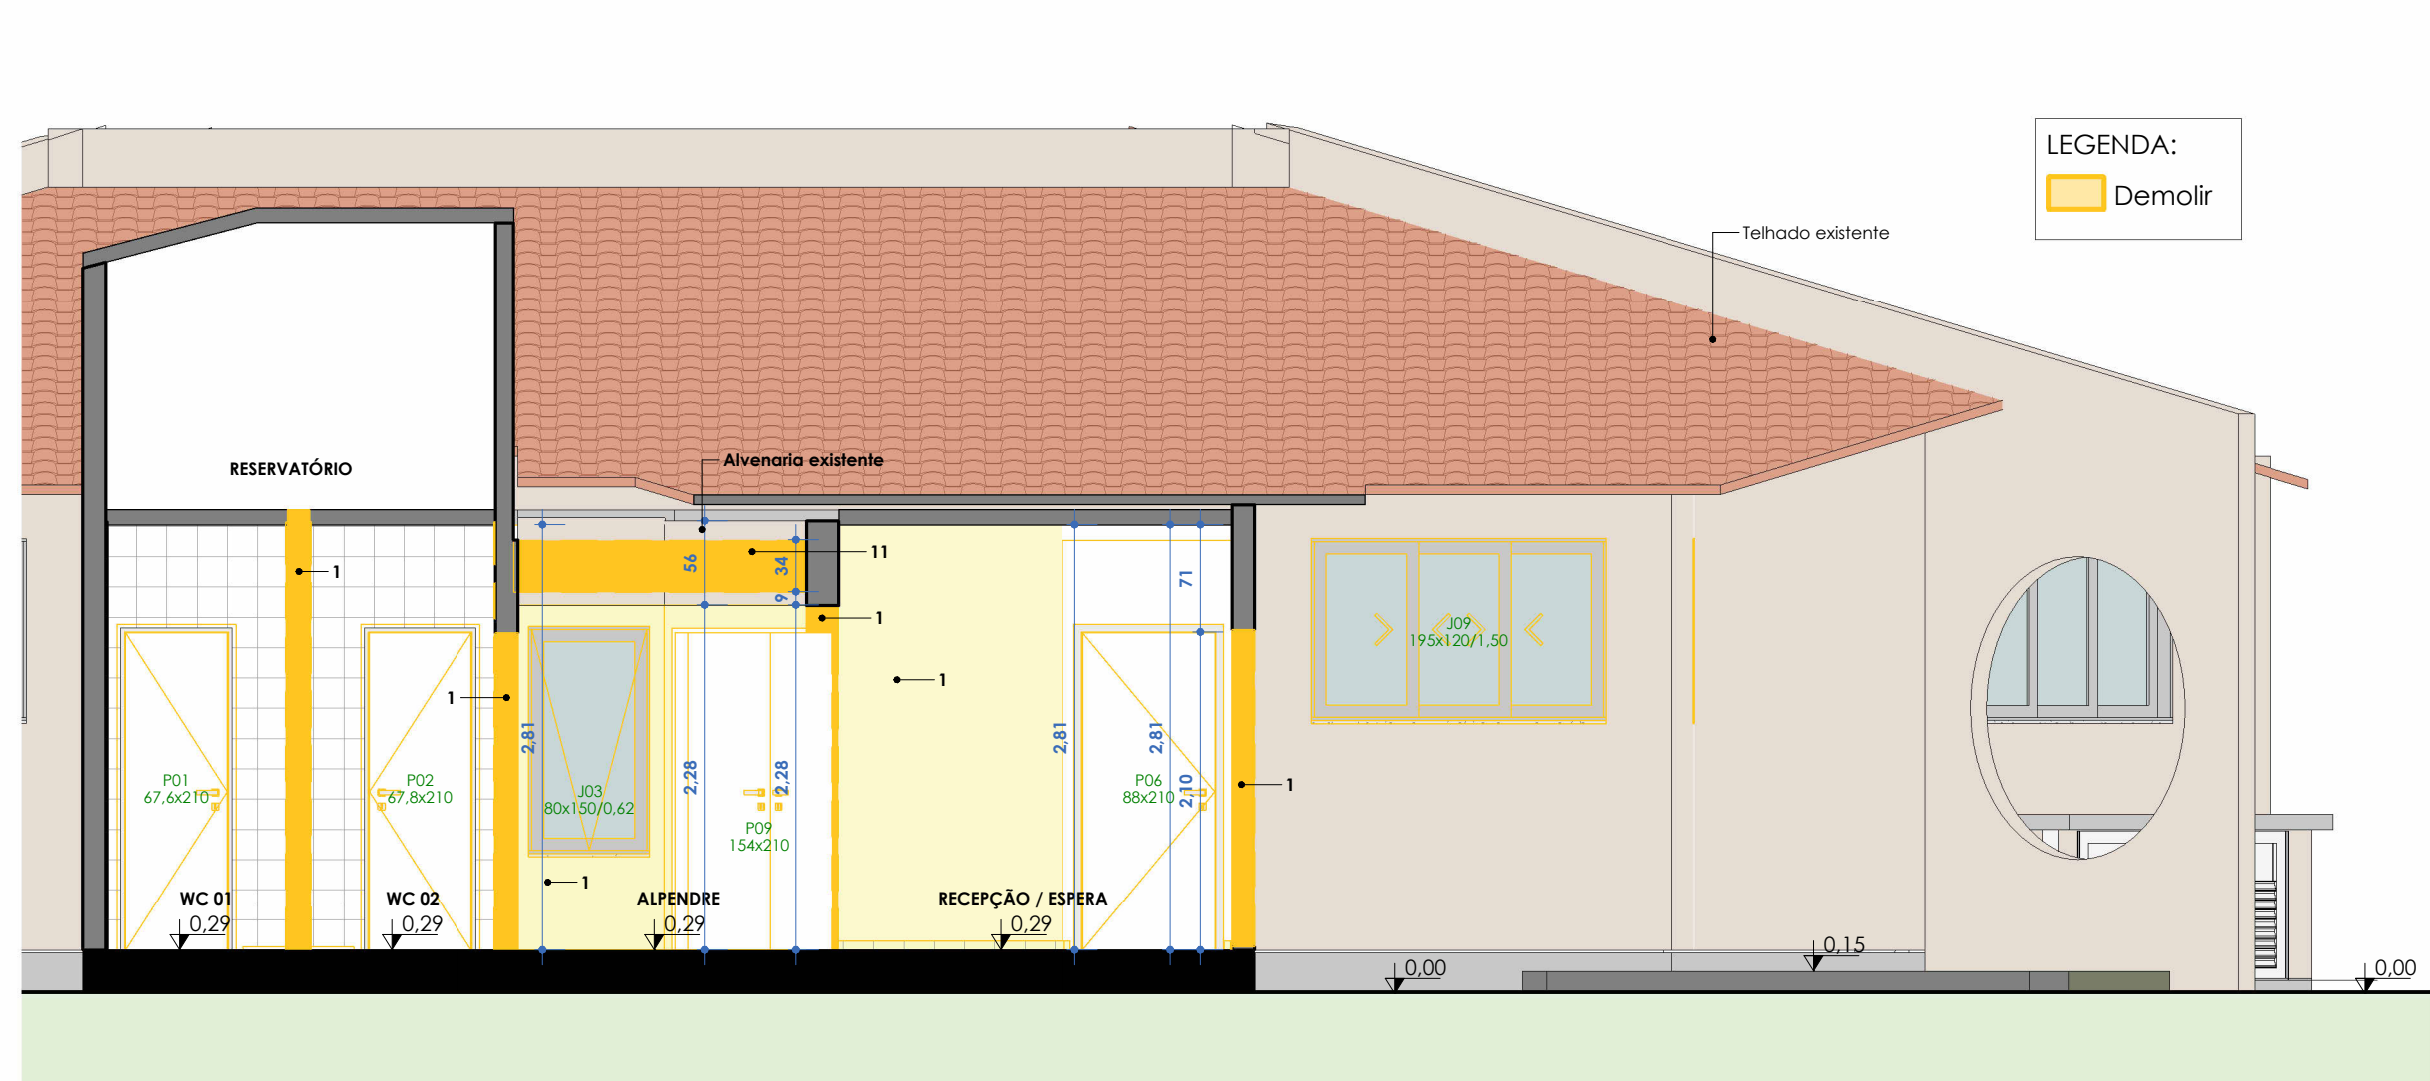 LEGENDA:
Demolir
Telhado existente
RESERVATÓRIO
Alvenaria existente
11
56
34
9
71
1
1
1
1
1
1
J09
195x120/1,50
2,81
2,28
2,28
2,81
2,81
2,10
P01
67,6x210
P02
67,8x210
J03
80x150/0,62
P09
154x210
P06
88x210
WC 01
0,29
WC 02
0,29
ALPENDRE
0,29
RECEPÇÃO / ESPERA
0,29
0,15
0,00
0,00